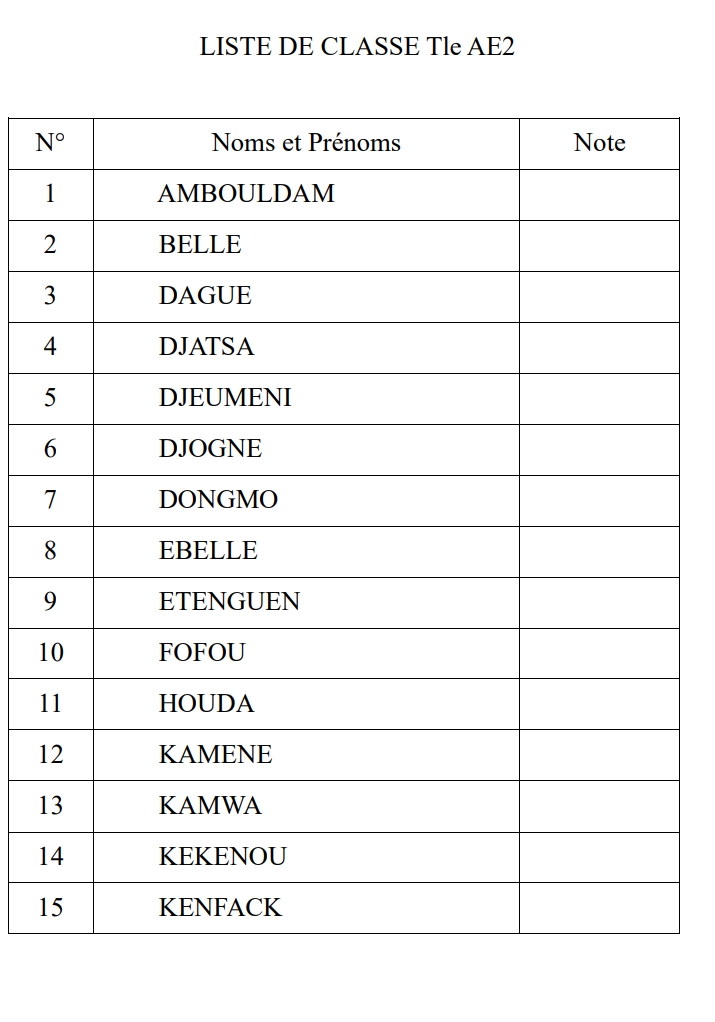 LISTE DE CLASSE Tle AE2
N° Noms et Prénoms Note
1 AMBOULDAM
2 BELLE
3 DAGUE
4 DJATSA
5 DJEUMENI
6 DJOGNE
7 DONGMO
8 EBELLE
9 ETENGUEN
10 FOFOU
11 HOUDA
12 KAMENE
13 KAMWA
14 KEKENOU
15 KENFACK